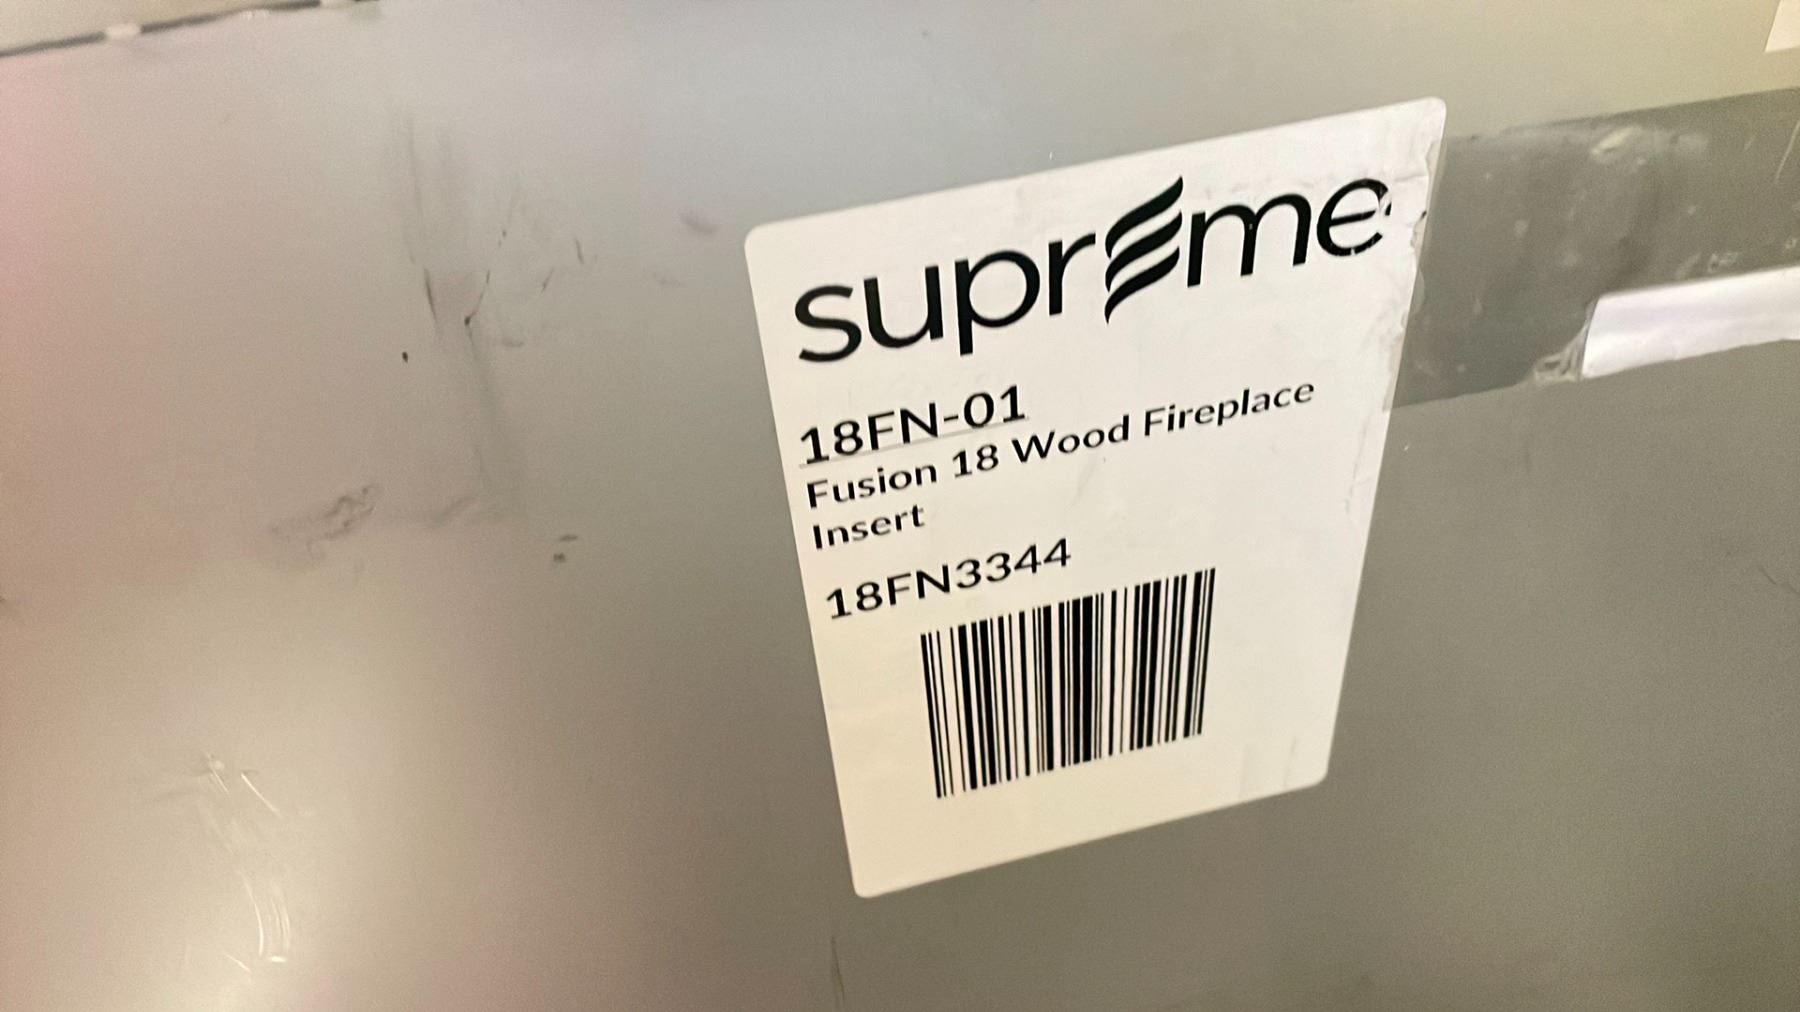 supreme
18FN-01
Fusion 18 Wood Fireplace
Insert
18FN3344